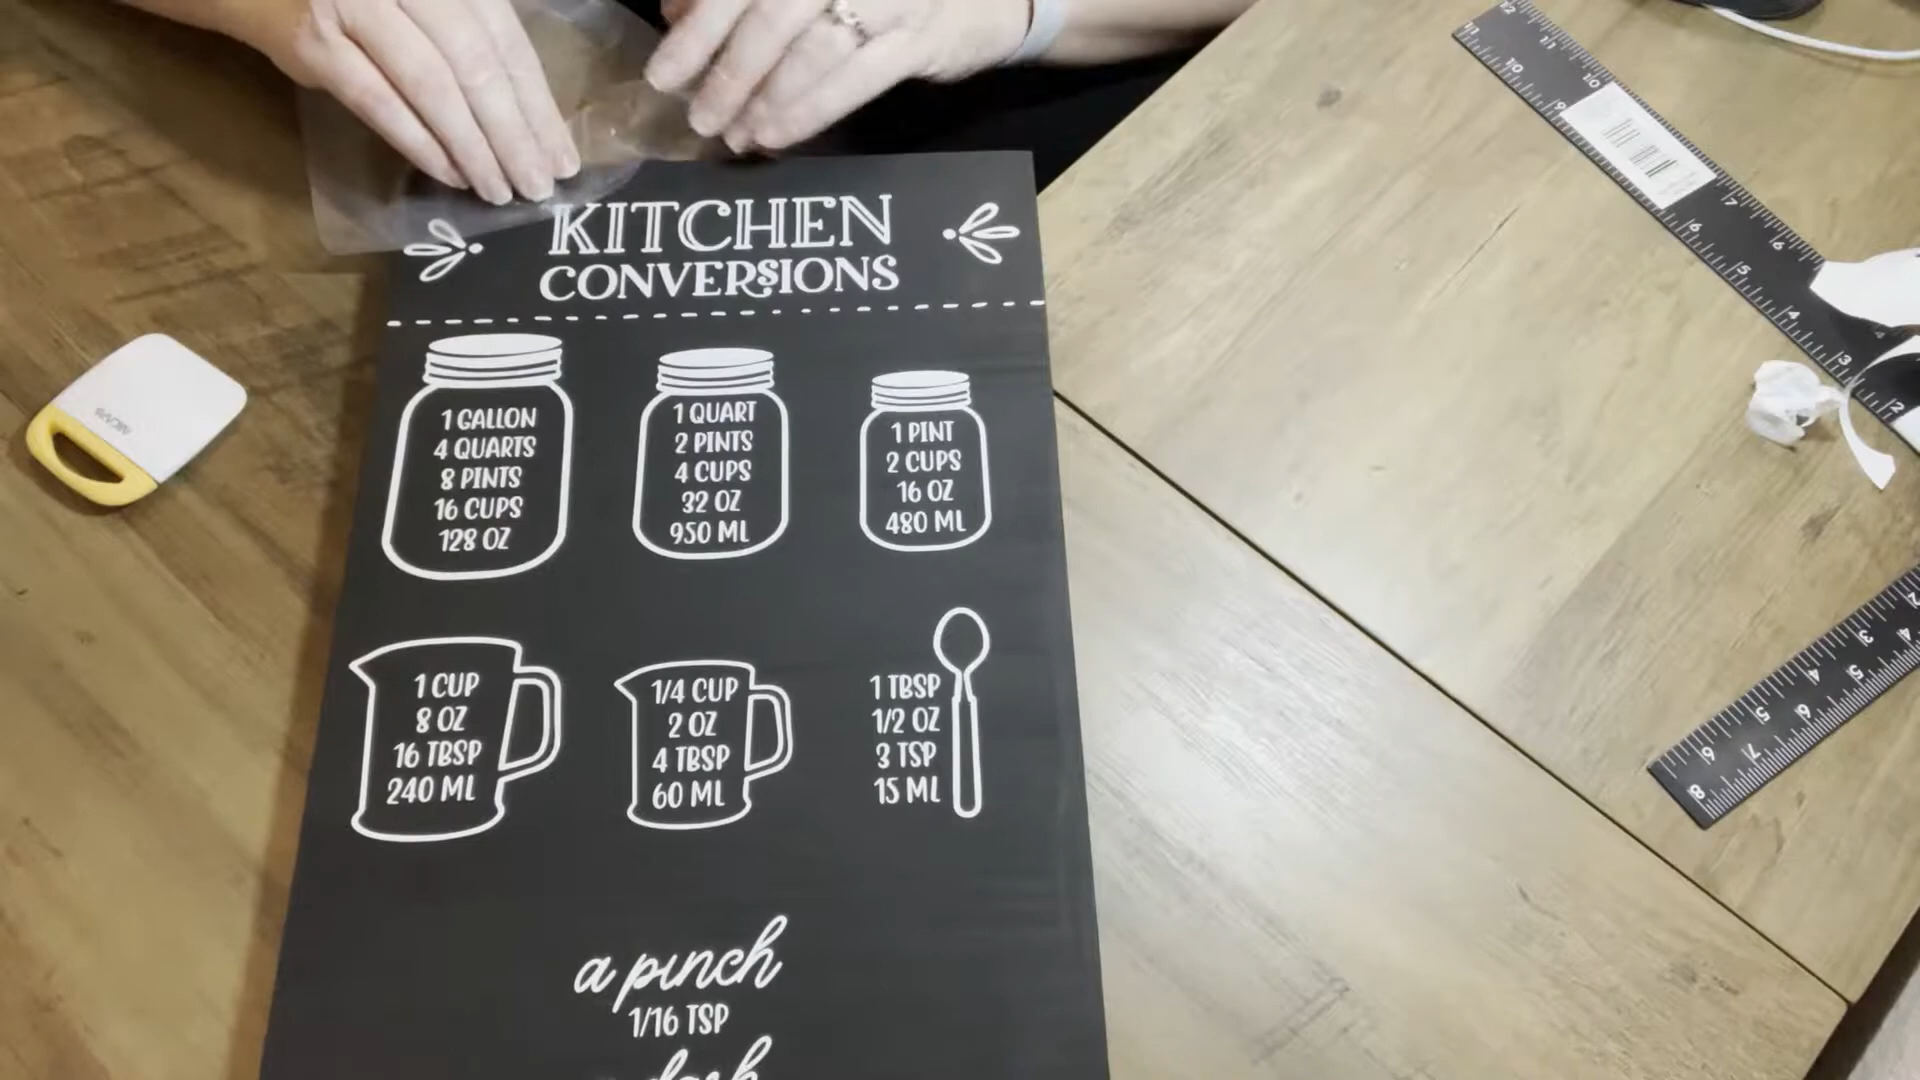 KITCHEN
CONVERSIONS
1 GALLON
4 QUARTS
8 PINTS
16 CUPS
128 OZ
1 QUART
2 PINTS
4 CUPS
32 OZ
950 ML
1 PINT
2 CUPS
16 OZ
480 ML
1 CUP
8 OZ
16 TBSP
240 ML
1/4 CUP
2 OZ
4 TBSP
60 ML
1 TBSP
1/2 OZ
3 TSP
15 ML
a pinch
1/16 TSP
dash